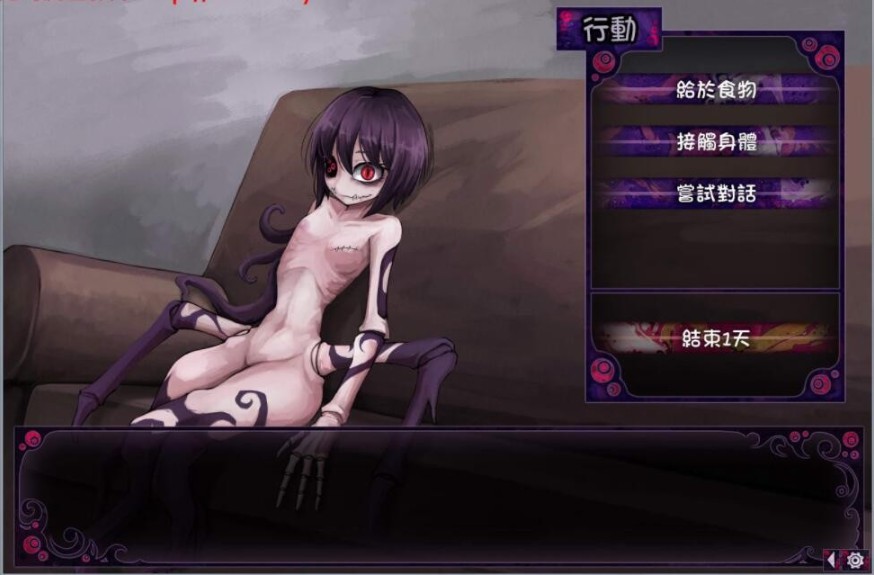 行動
給於食物
接觸身體
嘗試對話
結束1天